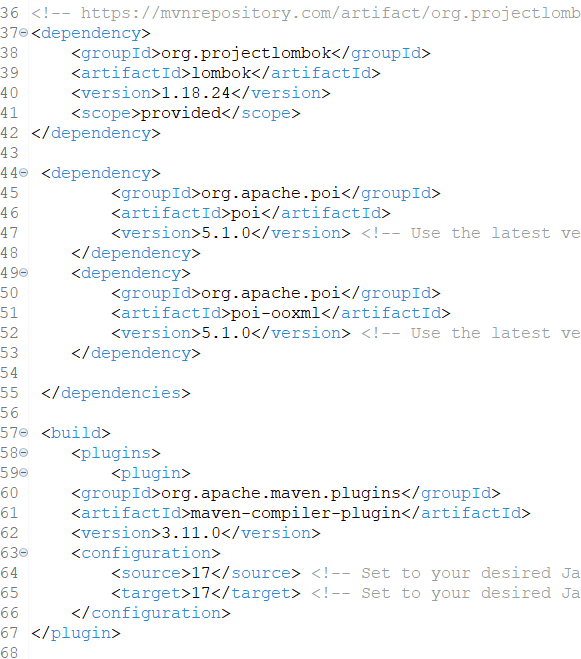 36 <!-- https://mvnrepository.com/artifact/org.projectlomb
37 <dependency>
38 <groupId>org.projectlombok</groupId>
39 <artifactId>lombok</artifactId>
40 <version>1.18.24</version>
41 <scope>provided</scope>
42 </dependency>
43
44 <dependency>
45 <groupId>org.apache.poi</groupId>
46 <artifactId>poi</artifactId>
47 <version>5.1.0</version> <!-- Use the latest ve
48 </dependency>
49 <dependency>
50 <groupId>org.apache.poi</groupId>
51 <artifactId>poi-ooxml</artifactId>
52 <version>5.1.0</version> <!-- Use the latest ve
53 </dependency>
54
55 </dependencies>
56
57 <build>
58 <plugins>
59 <plugin>
60 <groupId>org.apache.maven.plugins</groupId>
61 <artifactId>maven-compiler-plugin</artifactId>
62 <version>3.11.0</version>
63 <configuration>
64 <source>17</source> <!-- Set to your desired Ja
65 <target>17</target> <!-- Set to your desired Ja
66 </configuration>
67 </plugin>
68